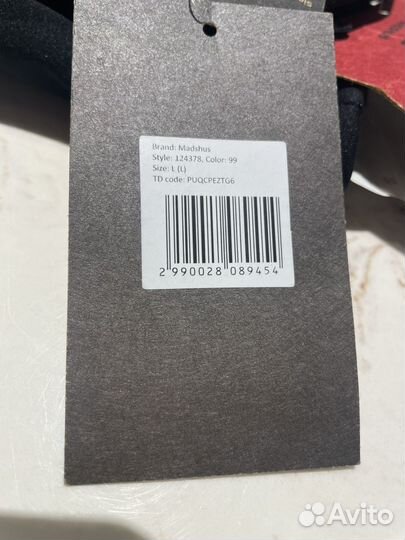 Brand: Madshus
Style: 124378, Color: 99
Size: L (L)
TD code: PUQCPEZTG6
2 990028 089454
Avito